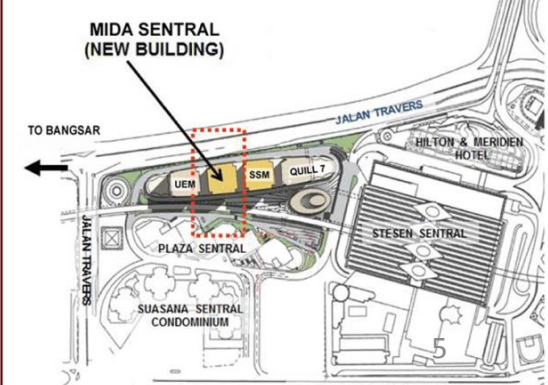 MIDA SENTRAL
(NEW BUILDING)
JALAN TRAVERS
TO BANGSAR
HILTON & MERIDIEN
HOTEL
UEM
SSM
QUILL 7
STESEN SENTRAL
JALAN TRAVERS
PLAZA SENTRAL
SUASANA SENTRAL
CONDOMINIUM
5